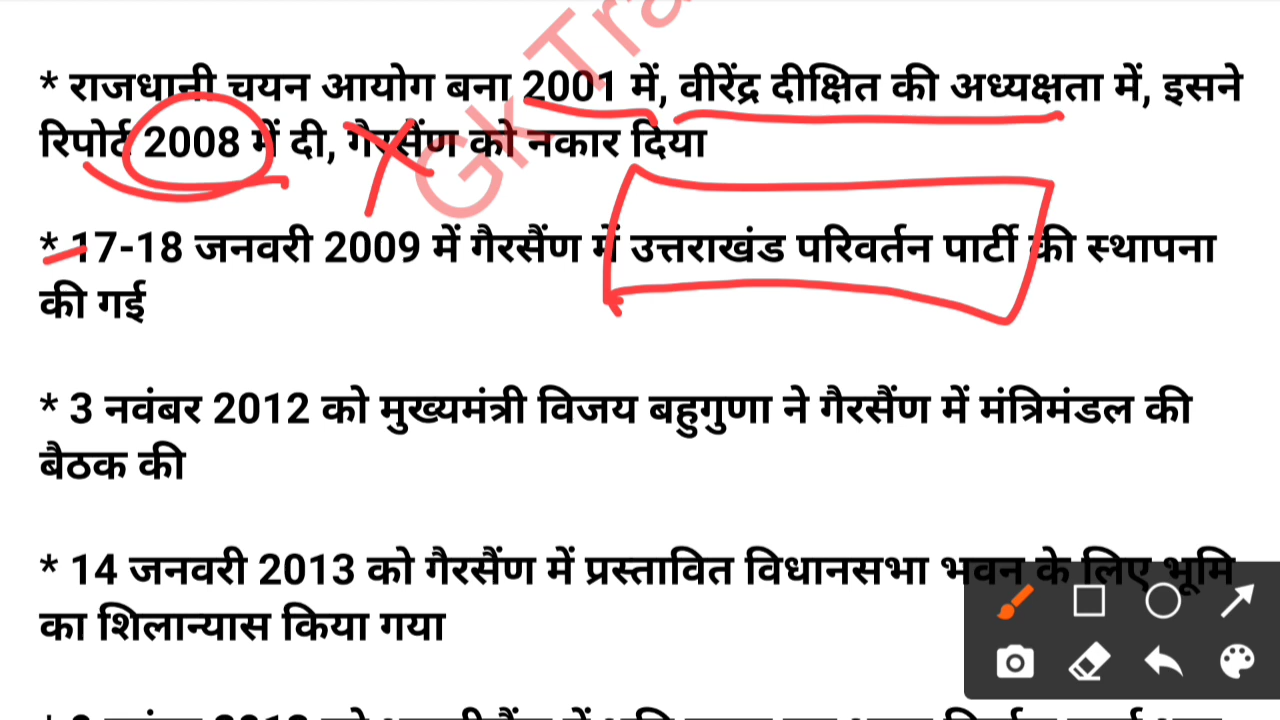 * राजधानी चयन आयोग बना 2001 में, वीरेंद्र दीक्षित की अध्यक्षता में, इसने
रिपोर्ट 2008 में दी, गैरसैंण को नकार दिया
* 17-18 जनवरी 2009 में गैरसैंण में उत्तराखंड परिवर्तन पार्टी की स्थापना
की गई
* 3 नवंबर 2012 को मुख्यमंत्री विजय बहुगुणा ने गैरसैंण में मंत्रिमंडल की
बैठक की
* 14 जनवरी 2013 को गैरसैंण में प्रस्तावित विधानसभा भवन के लिए भूमि
का शिलान्यास किया गया